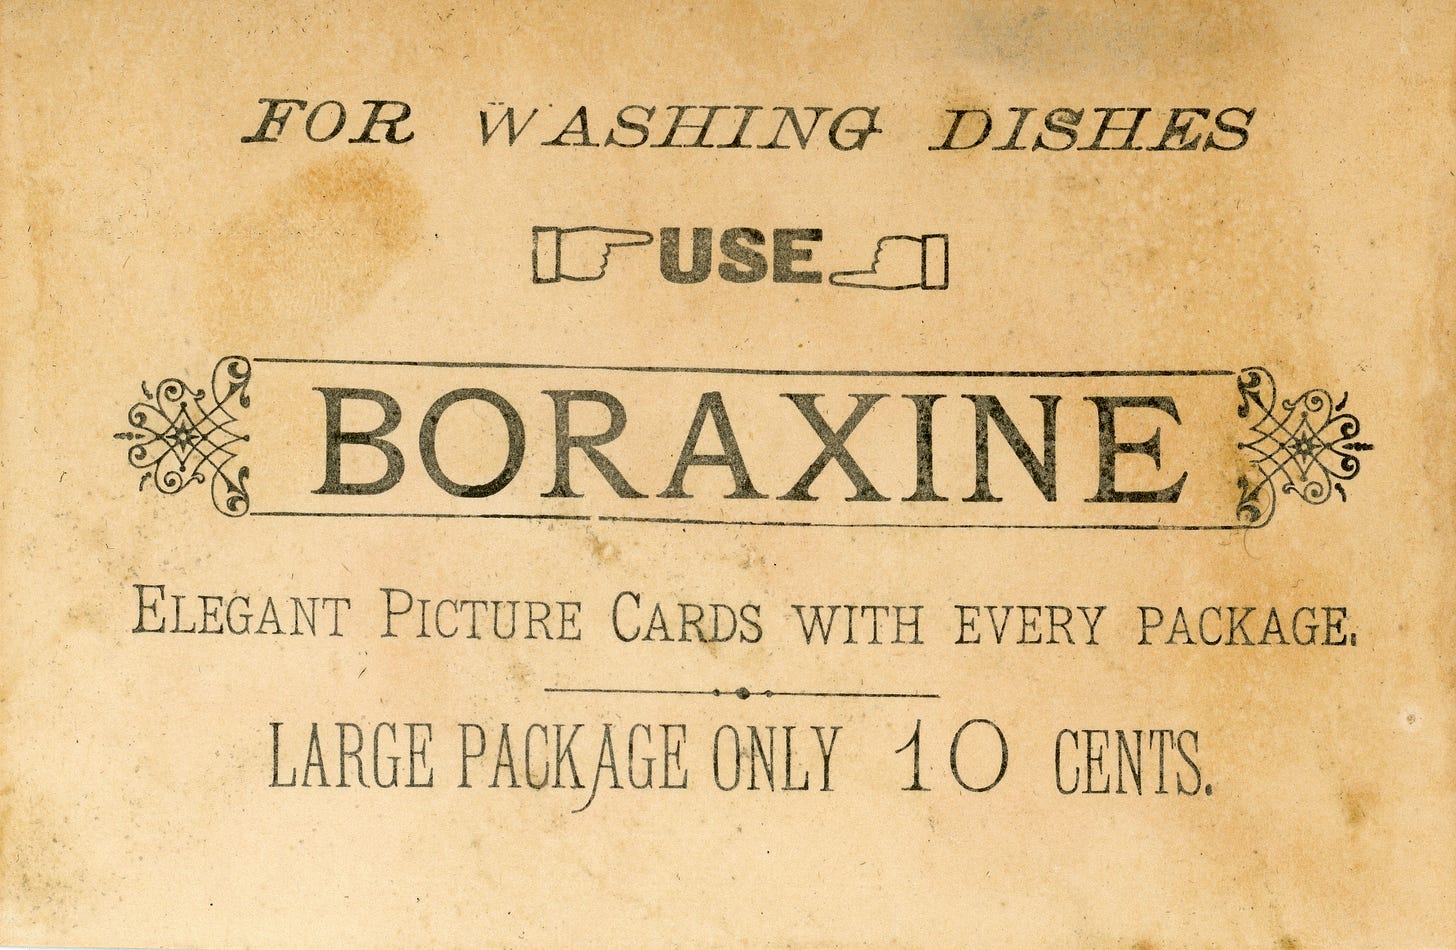 FOR WASHING DISHES
USE
BORAXINE
ELEGANT PICTURE CARDS WITH EVERY PACKAGE.
LARGE PACKAGE ONLY 10 CENTS.